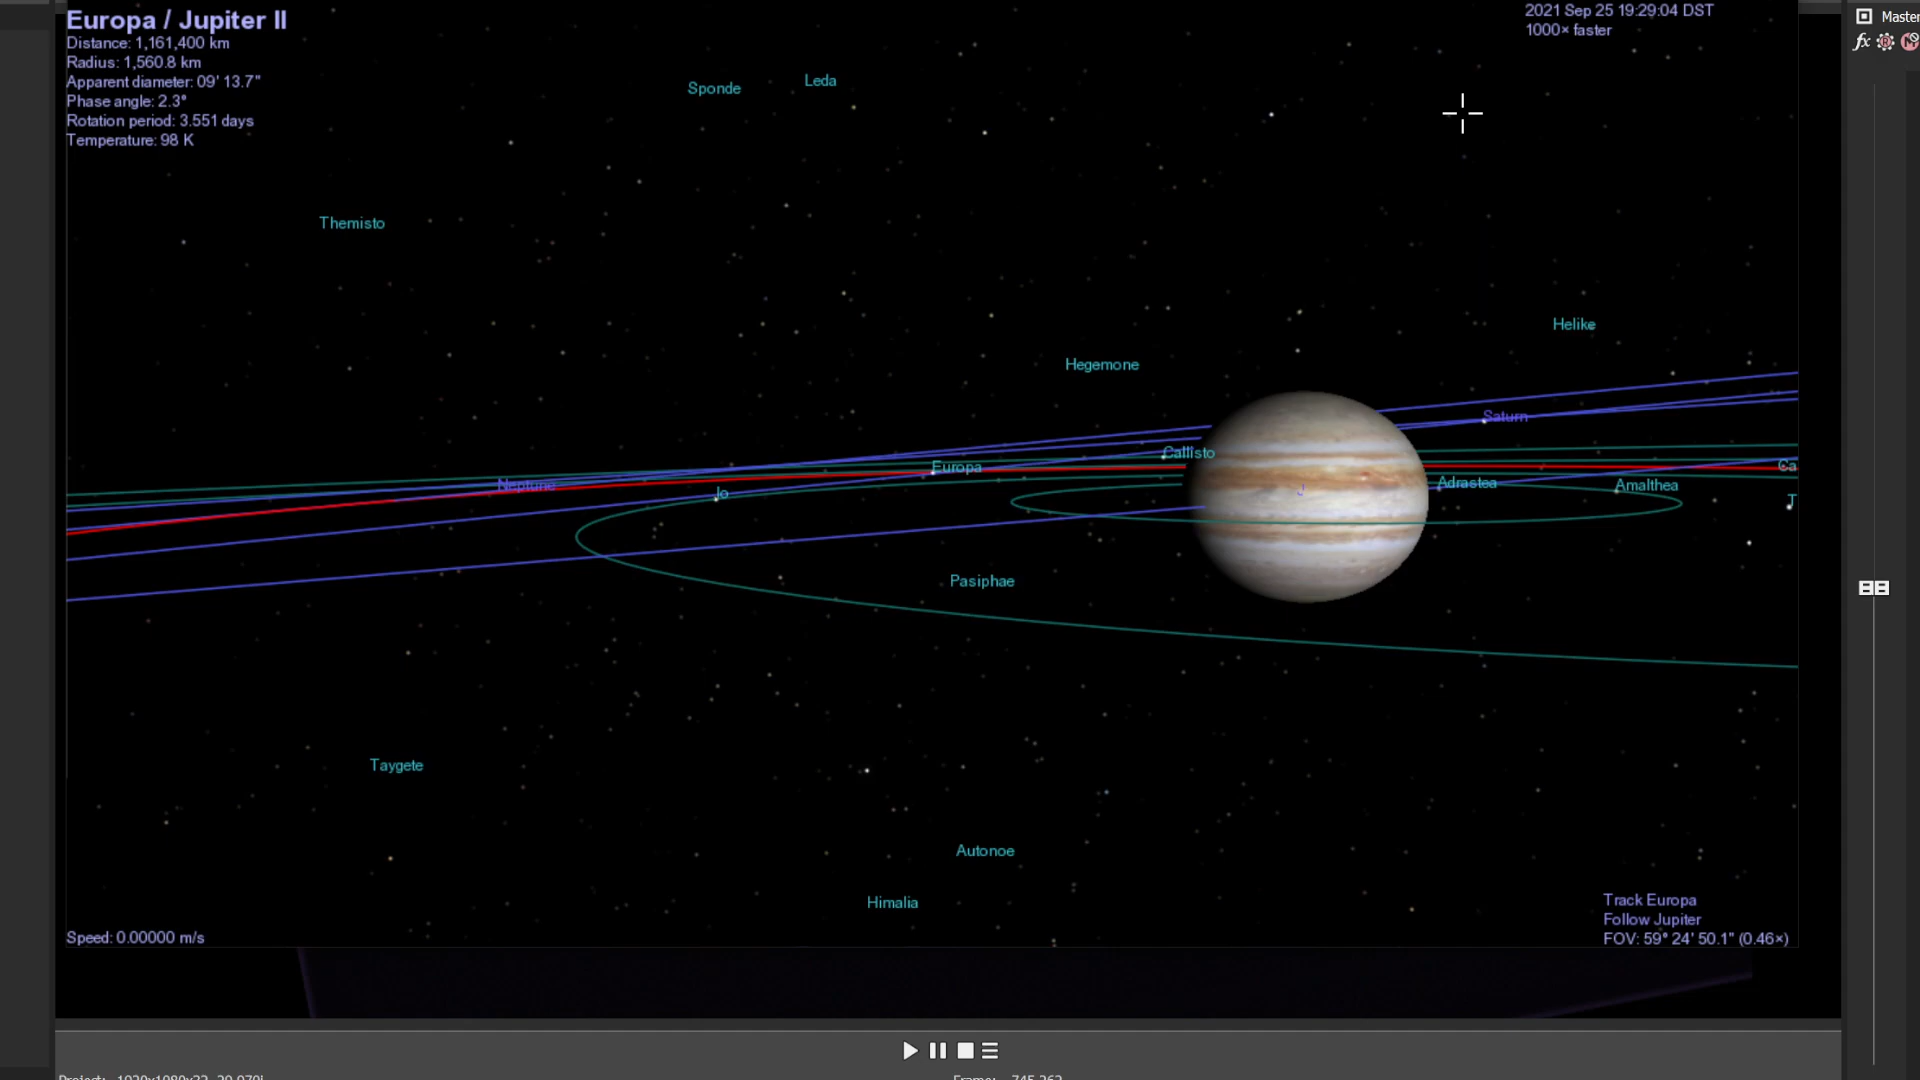 Europa / Jupiter II
Distance: 1,161,400 km
Radius: 1,560.8 km
Apparent diameter: 09' 13.7"
Phase angle: 2.3°
Rotation period: 3.551 days
Temperature: 98 K
2021 Sep 25 19:29:04 DST
1000× faster
Master
fx
Sponde
Leda
Themisto
Helike
Hegemone
Saturn
Callisto
Europa
Ca
Neptune
Io
J
Adrastea
Amalthea
T
Pasiphae
Taygete
Autonoe
Himalia
Track Europa
Follow Jupiter
FOV: 59° 24' 50.1" (0.46×)
Speed: 0.00000 m/s